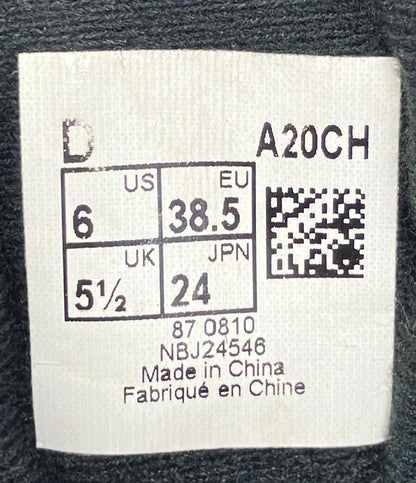 D A20CH
US EU
6 38.5
UK JPN
5½ 24
87 0810
NBJ24546
Made in China
Fabriqué en Chine